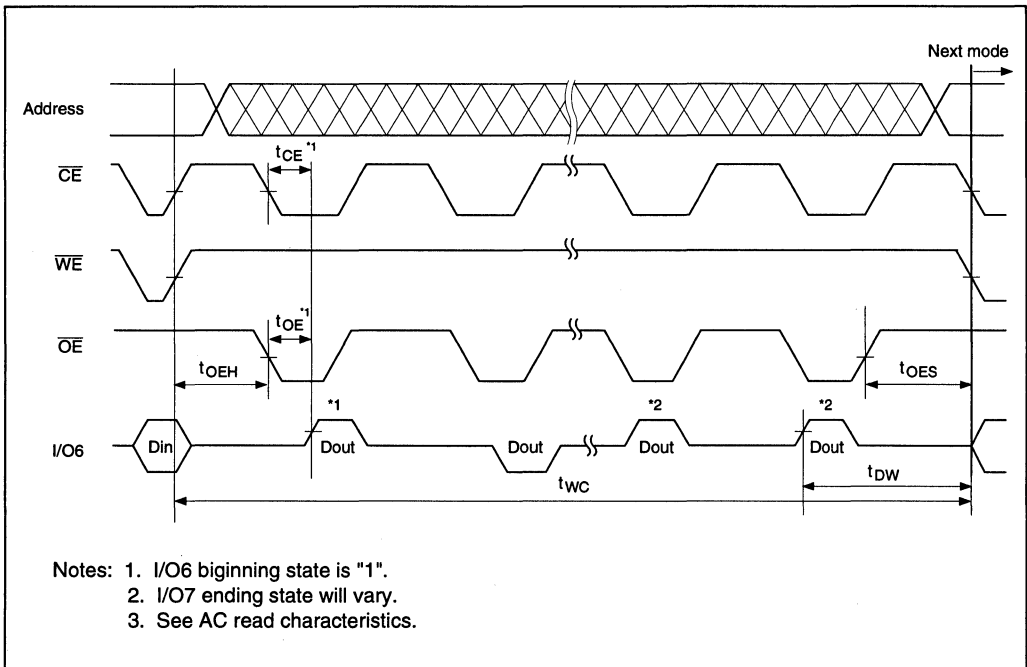 Next mode
Address
tCE*1
CE
WE
tOE*1
OE
tOEH
tOES
*1
*2
*2
I/O6
Din
Dout
Dout
Dout
Dout
tWC
tDW
Notes: 1. I/O6 biginning state is "1".
2. I/O7 ending state will vary.
3. See AC read characteristics.